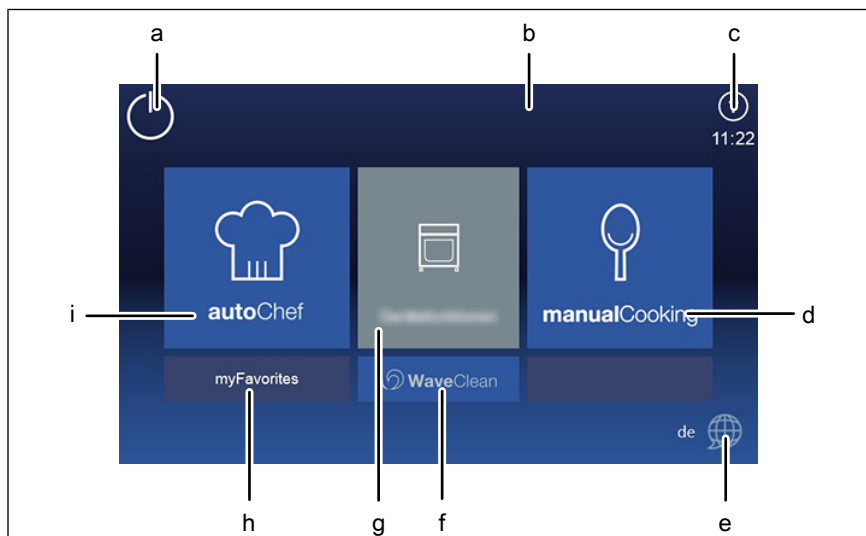 a b c
11:22
i autoChef manualCooking d
myFavorites WaveClean
de
h g f e